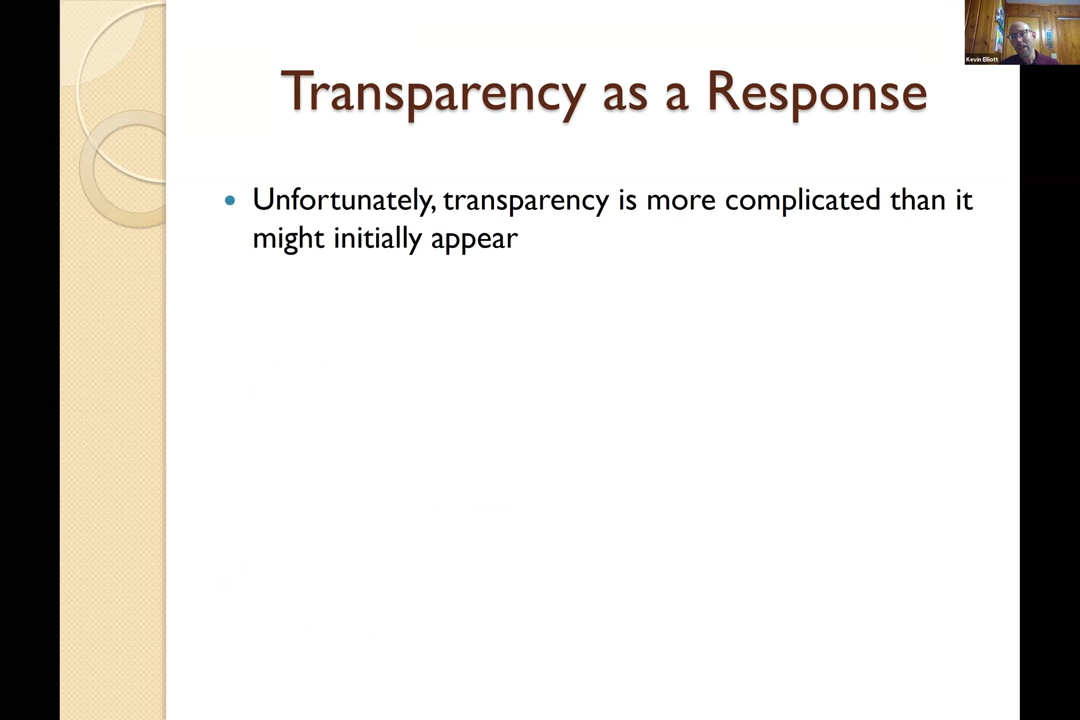 Kevin Elliott
Transparency as a Response
Unfortunately, transparency is more complicated than it
might initially appear